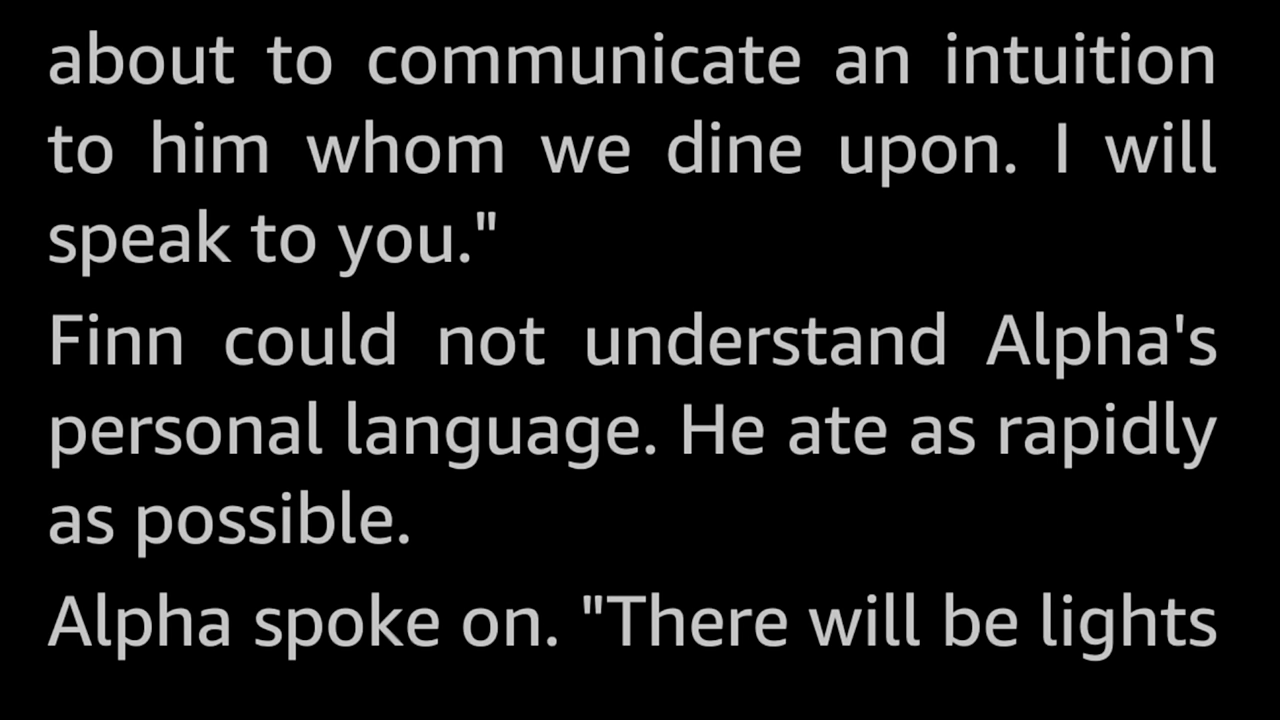 about to communicate an intuition
to him whom we dine upon. I will
speak to you."
Finn could not understand Alpha's
personal language. He ate as rapidly
as possible.
Alpha spoke on. "There will be lights